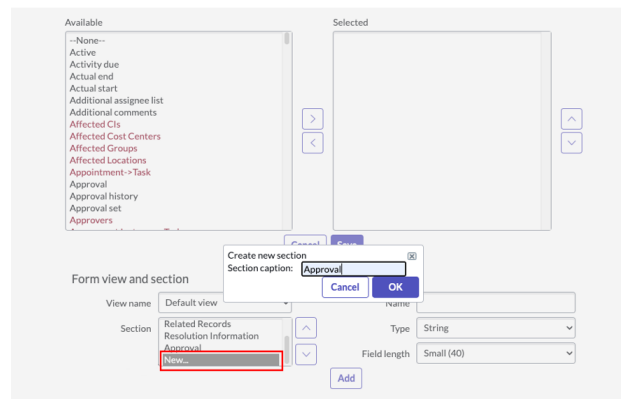 Available
Selected
--None--
Active
Activity due
Actual end
Actual start
Additional assignee list
Additional comments
Affected CIs
Affected Cost Centers
Affected Groups
Affected Locations
Appointment->Task
Approval
Approval history
Approval set
Approvers
Cancel Save
Create new section
Section caption: Approval
Cancel OK
Form view and section
View name Default view
Name
Section
Related Records
Resolution Information
Approval
New...
Type String
Field length Small (40)
Add